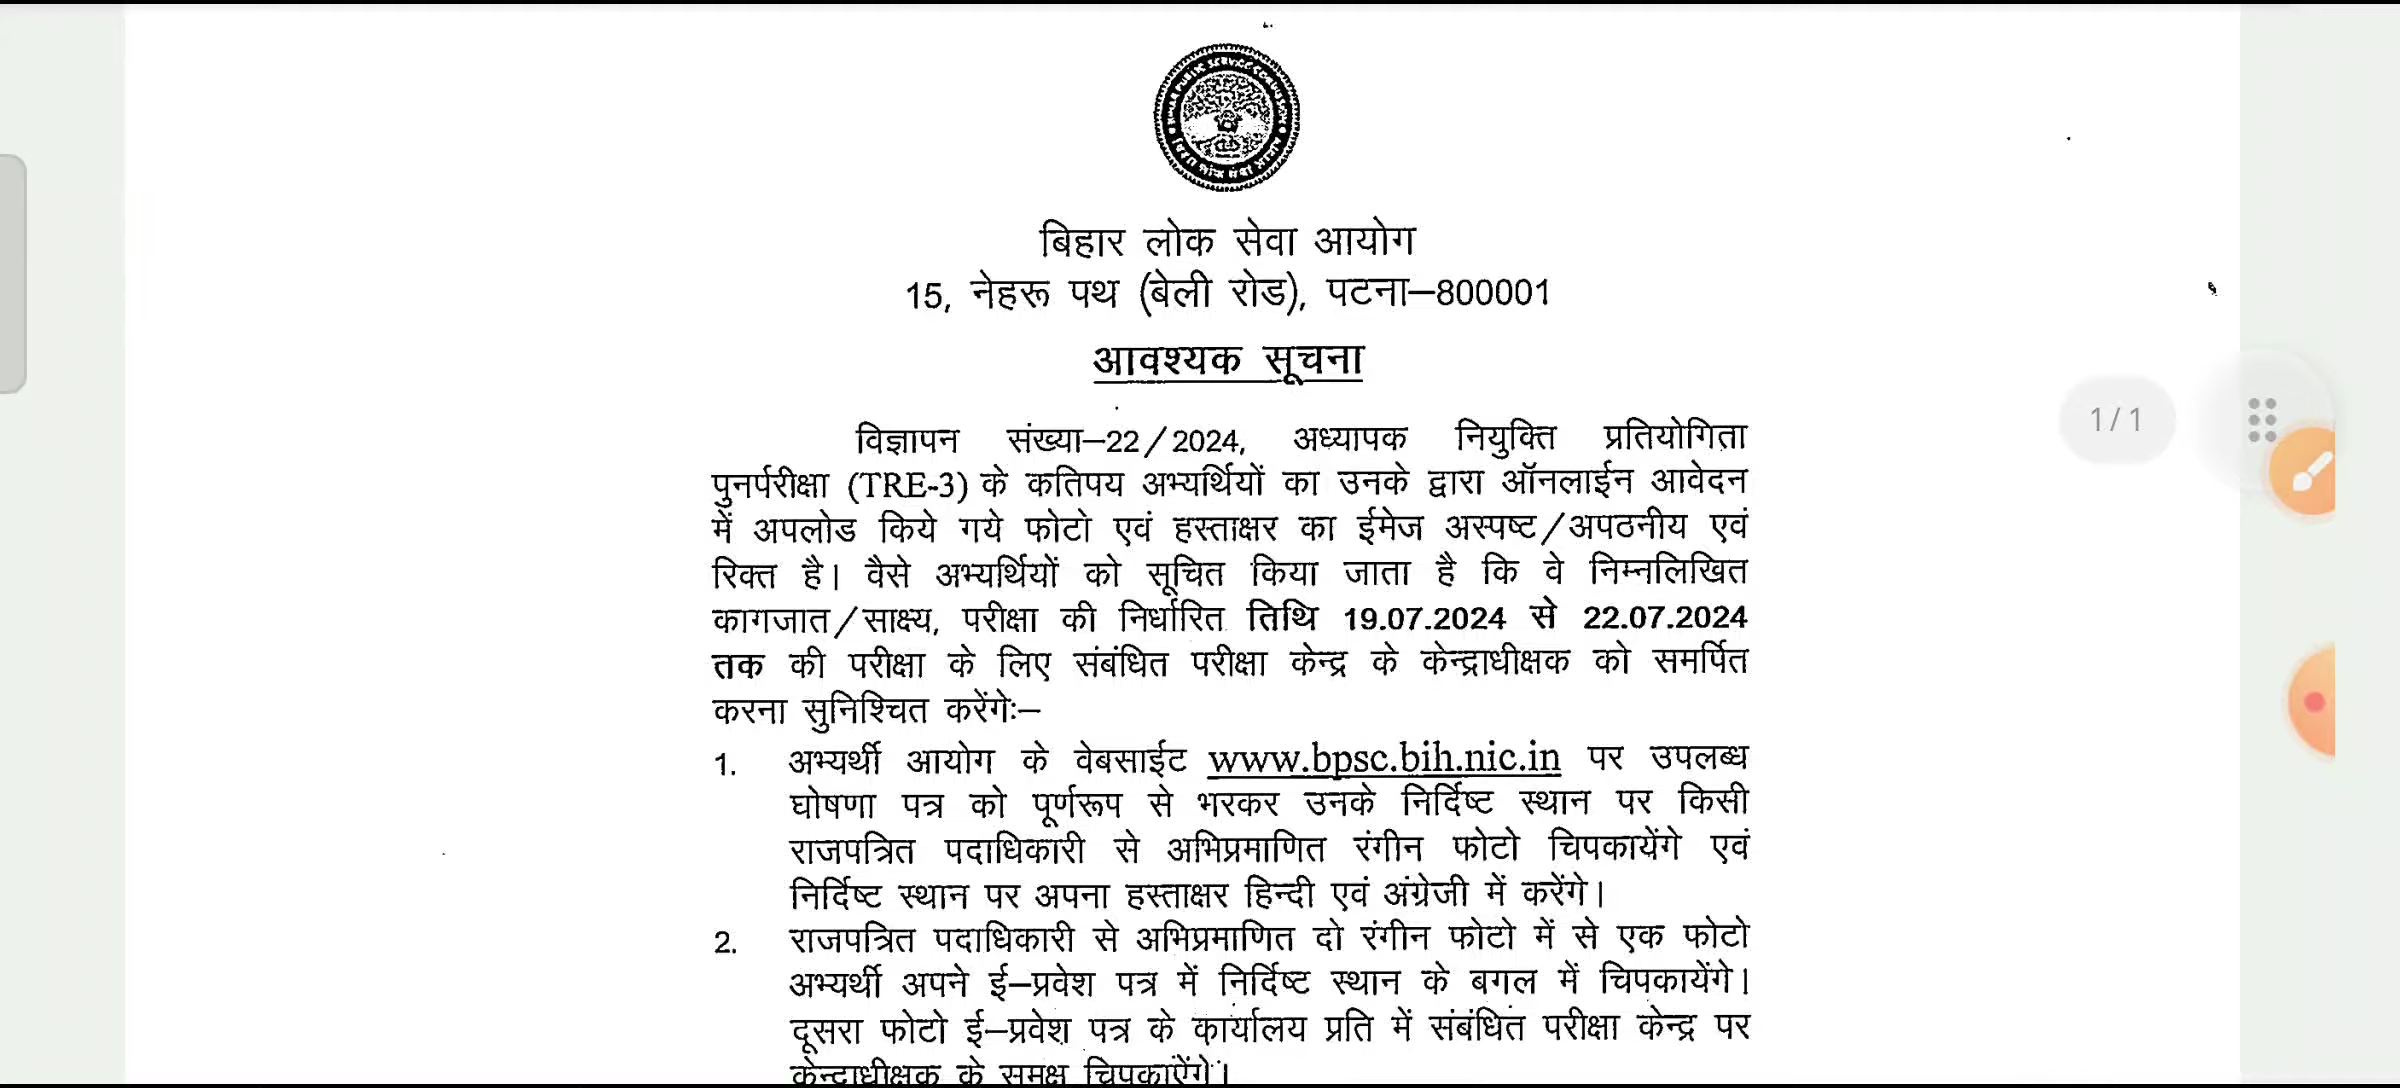 बिहार लोक सेवा आयोग
15, नेहरू पथ (बेली रोड), पटना–800001
आवश्यक सूचना
विज्ञापन संख्या–22/2024, अध्यापक नियुक्ति प्रतियोगिता
पुनर्परीक्षा (TRE-3) के कतिपय अभ्यर्थियों का उनके द्वारा ऑनलाईन आवेदन
में अपलोड किये गये फोटो एवं हस्ताक्षर का ईमेज अस्पष्ट/अपठनीय एवं
रिक्त है। वैसे अभ्यर्थियों को सूचित किया जाता है कि वे निम्नलिखित
कागजात/साक्ष्य, परीक्षा की निर्धारित तिथि 19.07.2024 से 22.07.2024
तक की परीक्षा के लिए संबंधित परीक्षा केन्द्र के केन्द्राधीक्षक को समर्पित
करना सुनिश्चित करेंगेः–
1. अभ्यर्थी आयोग के वेबसाईट www.bpsc.bih.nic.in पर उपलब्ध
घोषणा पत्र को पूर्णरूप से भरकर उनके निर्दिष्ट स्थान पर किसी
राजपत्रित पदाधिकारी से अभिप्रमाणित रंगीन फोटो चिपकायेंगे एवं
निर्दिष्ट स्थान पर अपना हस्ताक्षर हिन्दी एवं अंग्रेजी में करेंगे।
2. राजपत्रित पदाधिकारी से अभिप्रमाणित दो रंगीन फोटो में से एक फोटो
अभ्यर्थी अपने ई–प्रवेश पत्र में निर्दिष्ट स्थान के बगल में चिपकायेंगे।
दूसरा फोटो ई–प्रवेश पत्र के कार्यालय प्रति में संबंधित परीक्षा केन्द्र पर
केन्द्राधीक्षक के समक्ष चिपकाऐंगे।
1/1